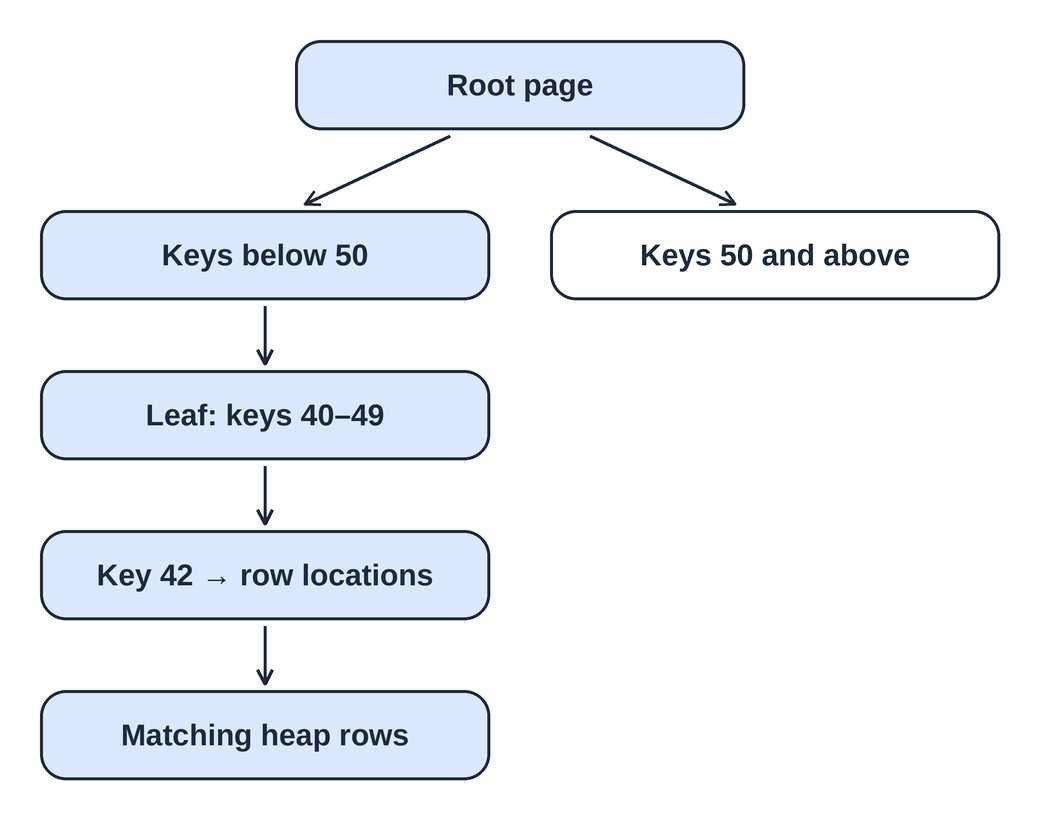 Root page
Keys below 50
Keys 50 and above
Leaf: keys 40–49
Key 42 → row locations
Matching heap rows